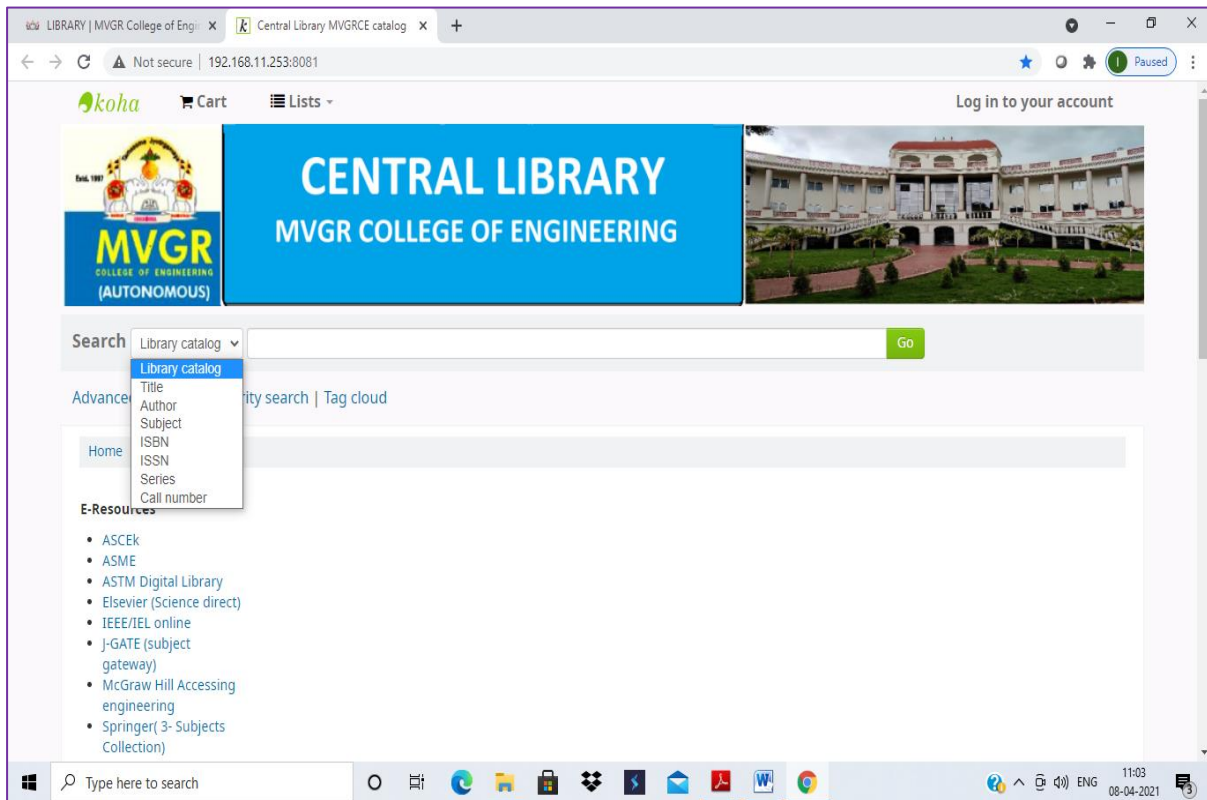 LIBRARY | MVGR College of Engin
Central Library MVGRCE catalog
Not secure | 192.168.11.253:8081
Paused
koha
Cart
Lists
Log in to your account
Estd. 1997
MVGR
COLLEGE OF ENGINEERING
(AUTONOMOUS)
CENTRAL LIBRARY
MVGR COLLEGE OF ENGINEERING
Search
Library catalog
Go
Library catalog
Title
Author
Subject
ISBN
ISSN
Series
Call number
Advance
rity search | Tag cloud
Home
E-Resources
• ASCEk
• ASME
• ASTM Digital Library
• Elsevier (Science direct)
• IEEE/IEL online
• J-GATE (subject
gateway)
• McGraw Hill Accessing
engineering
• Springer( 3- Subjects
Collection)
Type here to search
ENG
11:03
08-04-2021
3